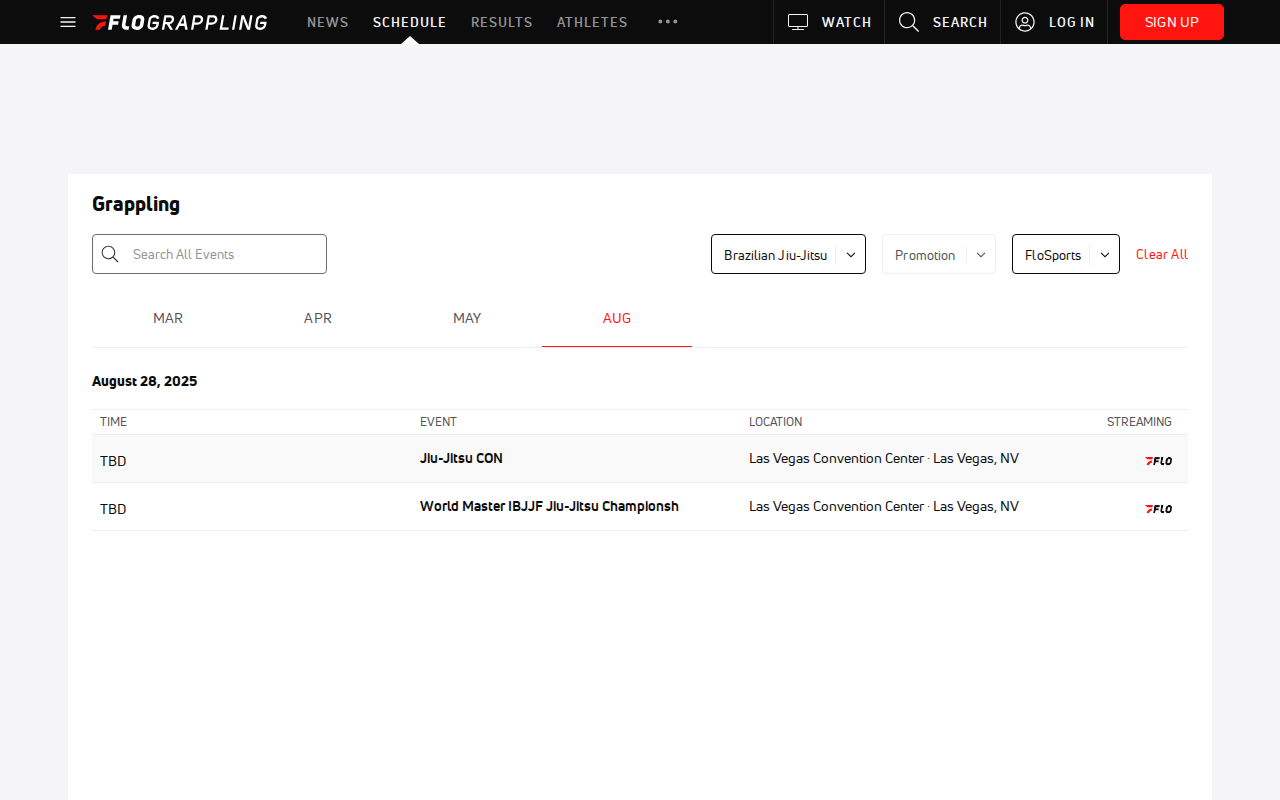 FLOGRAPPLING NEWS SCHEDULE RESULTS ATHLETES WATCH SEARCH LOG IN SIGN UP
Grappling
Search All Events Brazilian Jiu-Jitsu Promotion FloSports Clear All
MAR APR MAY AUG
August 28, 2025
TIME EVENT LOCATION STREAMING
TBD Jiu-Jitsu CON Las Vegas Convention Center · Las Vegas, NV FLO
TBD World Master IBJJF Jiu-Jitsu Championsh Las Vegas Convention Center · Las Vegas, NV FLO